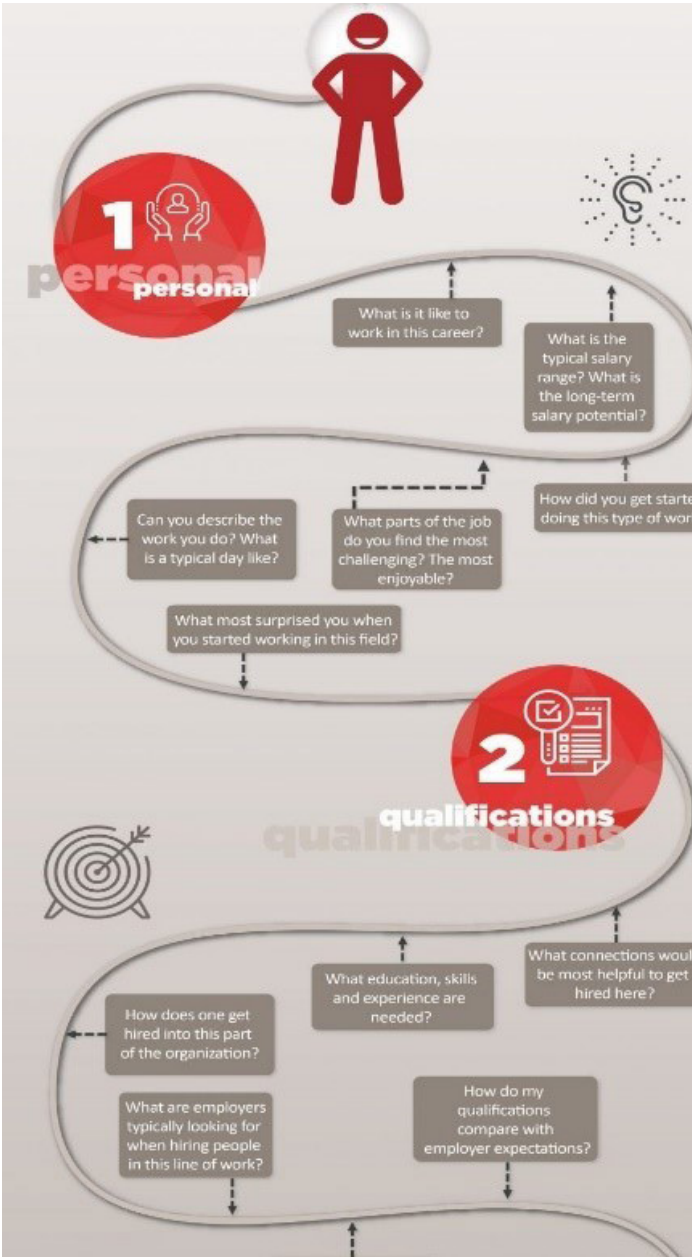 1
personal
personal
What is it like to
work in this career?
What is the
typical salary
range? What is
the long-term
salary potential?
How did you get starte
doing this type of wor
What parts of the job
do you find the most
challenging? The most
enjoyable?
Can you describe the
work you do? What
is a typical day like?
What most surprised you when
you started working in this field?
2
qualifications
qualifications
What connections woul
be most helpful to get
hired here?
What education, skills
and experience are
needed?
How does one get
hired into this part
of the organization?
What are employers
typically looking for
when hiring people
in this line of work?
How do my
qualifications
compare with
employer expectations?